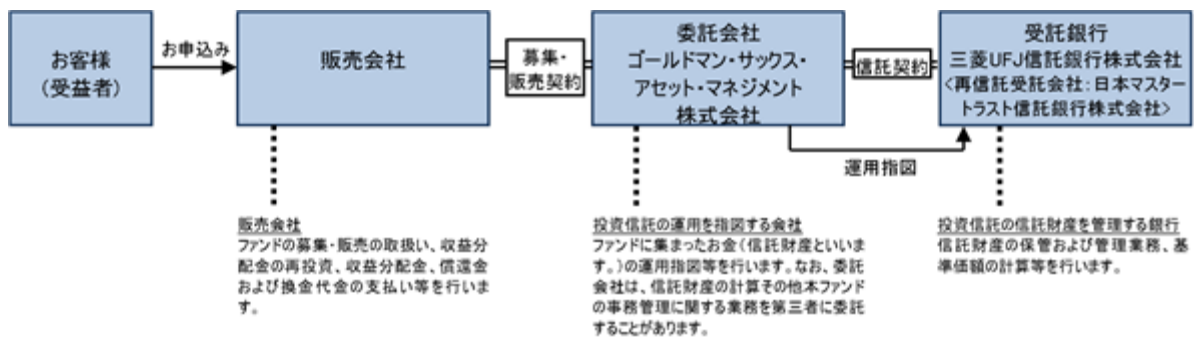 お客様
（受益者）
お申込み
販売会社
募集・
販売契約
委託会社
ゴールドマン・サックス・
アセット・マネジメント
株式会社
信託契約
受託銀行
三菱UFJ信託銀行株式会社
＜再信託受託会社：日本マスター
トラスト信託銀行株式会社＞
運用指図
販売会社
ファンドの募集・販売の取扱い、収益分
配金の再投資、収益分配金、償還金
および換金代金の支払い等を行いま
す。
投資信託の運用を指図する会社
ファンドに集まったお金（信託財産といいま
す。）の運用指図等を行います。なお、委託
会社は、信託財産の計算その他本ファンド
の事務管理に関する業務を第三者に委託
することがあります。
投資信託の信託財産を管理する銀行
信託財産の保管および管理業務、基
準価額の計算等を行います。